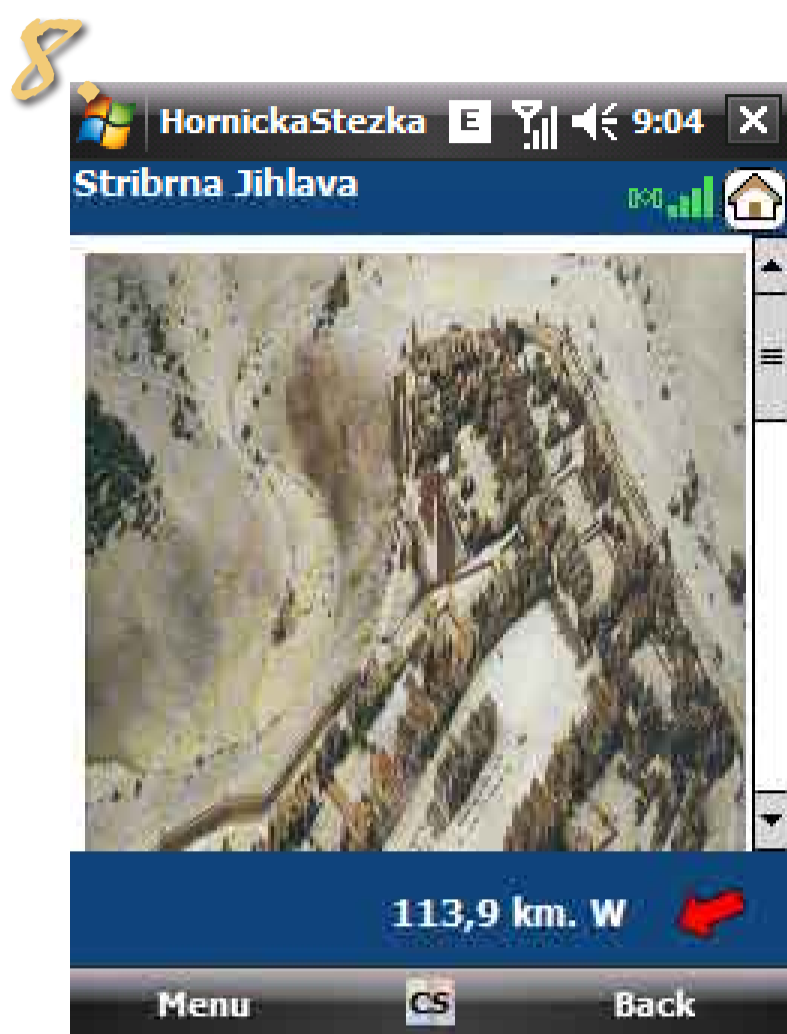 8.
HornickaStezka E 9:04
Stribrna Jihlava
113,9 km. W
Menu CS Back